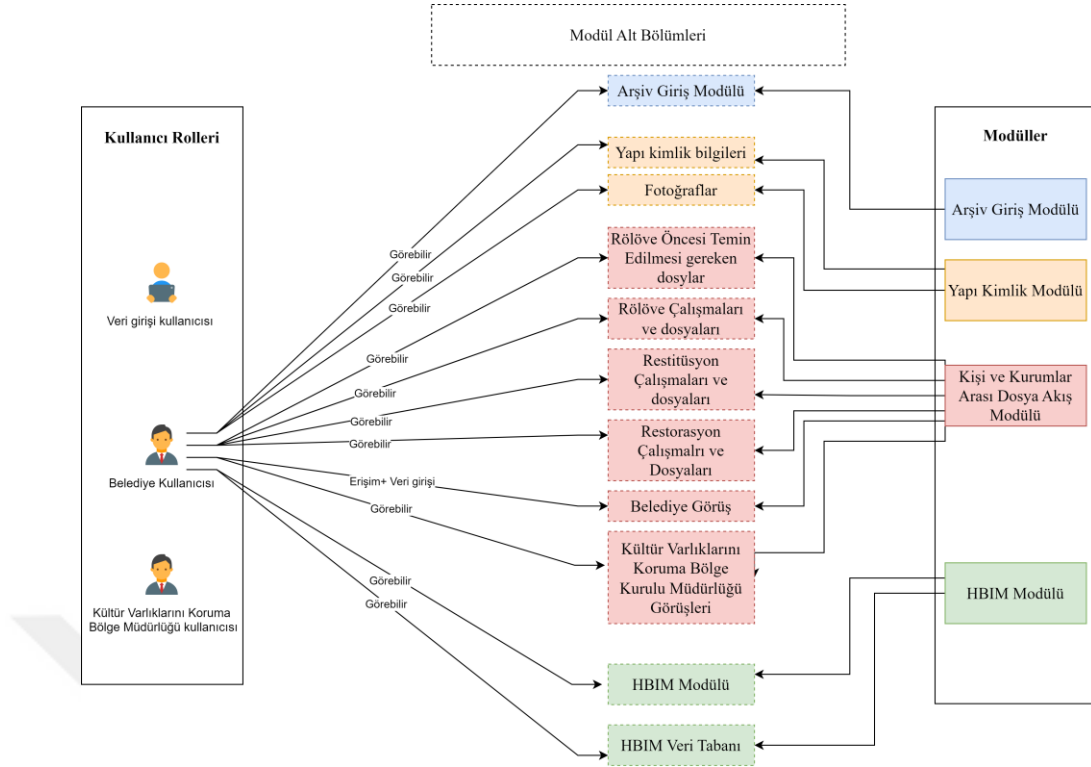 Modül Alt Bölümleri
Kullanıcı Rolleri
Veri girişi kullanıcısı
Belediye Kullanıcısı
Kültür Varlıklarını Koruma
Bölge Müdürlüğü kullanıcısı
Görebilir
Görebilir
Görebilir
Görebilir
Görebilir
Görebilir
Görebilir
Erişim+ Veri girişi
Görebilir
Görebilir
Görebilir
Arşiv Giriş Modülü
Yapı kimlik bilgileri
Fotoğraflar
Rölöve Öncesi Temin
Edilmesi gereken
dosylar
Rölöve Çalışmaları
ve dosyaları
Restitüsyon
Çalışmaları ve
dosyaları
Restorasyon
Çalışmalrı ve
Dosyaları
Belediye Görüş
Kültür Varlıklarını
Koruma Bölge
Kurulu Müdürlüğü
Görüşleri
HBIM Modülü
HBIM Veri Tabanı
Modüller
Arşiv Giriş Modülü
Yapı Kimlik Modülü
Kişi ve Kurumlar
Arası Dosya Akış
Modülü
HBIM Modülü